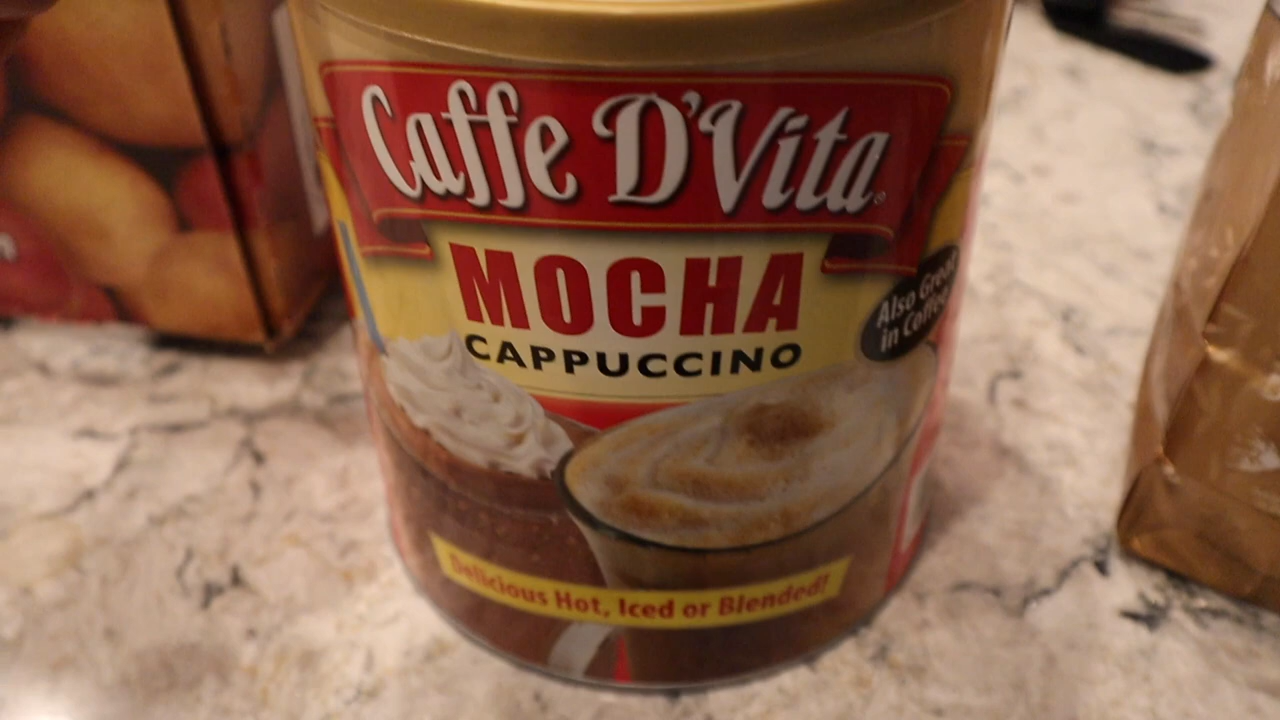 Caffe D'Vita®
MOCHA
CAPPUCCINO
Also Great
in Coffee
Delicious Hot, Iced or Blended!